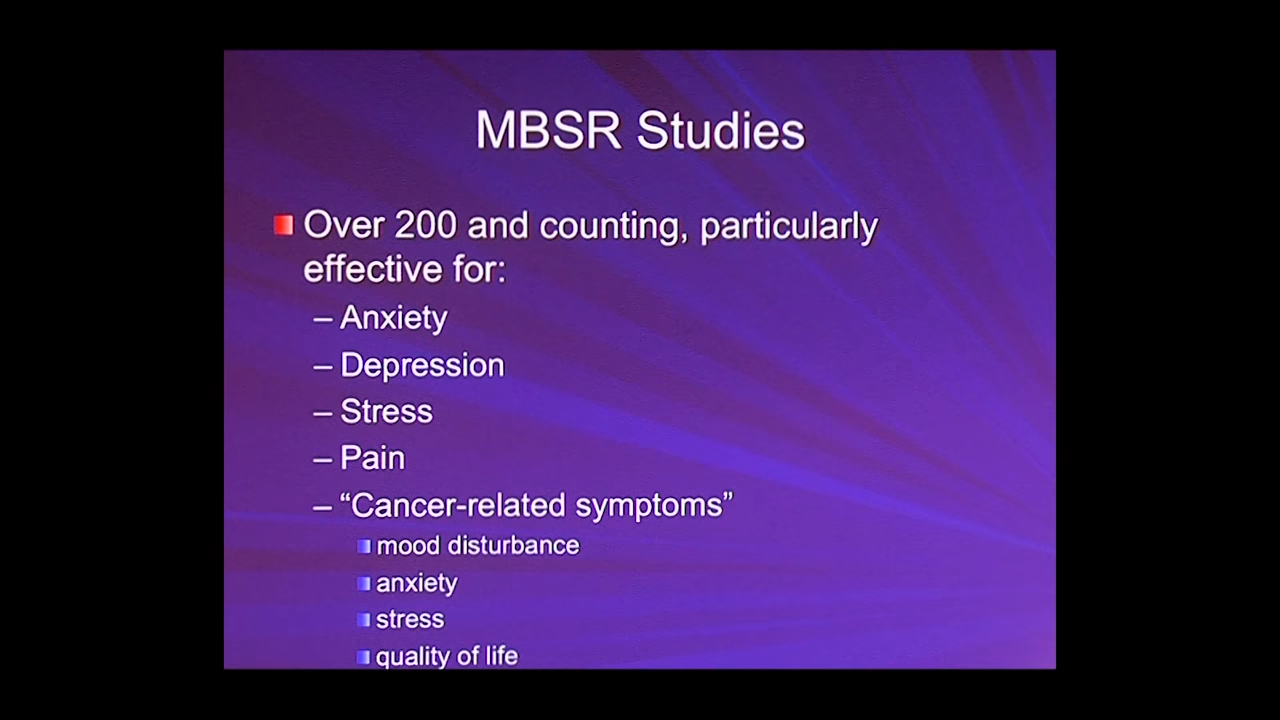 MBSR Studies
Over 200 and counting, particularly
effective for:
– Anxiety
– Depression
– Stress
– Pain
– “Cancer-related symptoms”
mood disturbance
anxiety
stress
quality of life